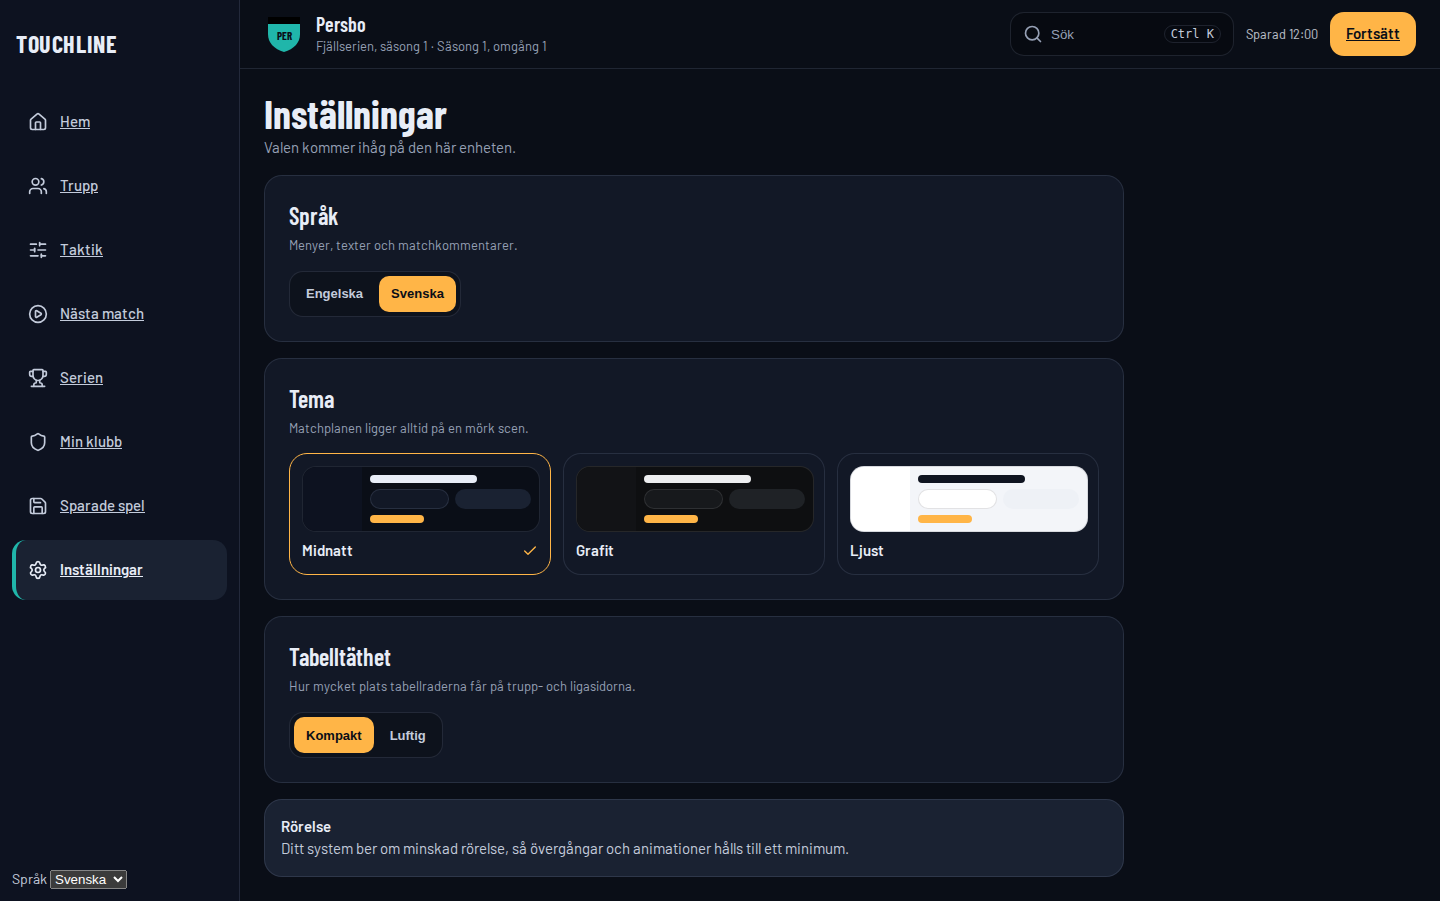 TOUCHLINE
Hem
Trupp
Taktik
Nästa match
Serien
Min klubb
Sparade spel
Inställningar
Språk Svenska
PER
Persbo
Fjällserien, säsong 1 · Säsong 1, omgång 1
Sök Ctrl K
Sparad 12:00
Fortsätt
Inställningar
Valen kommer ihåg på den här enheten.
Språk
Menyer, texter och matchkommentarer.
Engelska Svenska
Tema
Matchplanen ligger alltid på en mörk scen.
Midnatt Grafit Ljust
Tabelltäthet
Hur mycket plats tabellraderna får på trupp- och ligasidorna.
Kompakt Luftig
Rörelse
Ditt system ber om minskad rörelse, så övergångar och animationer hålls till ett minimum.